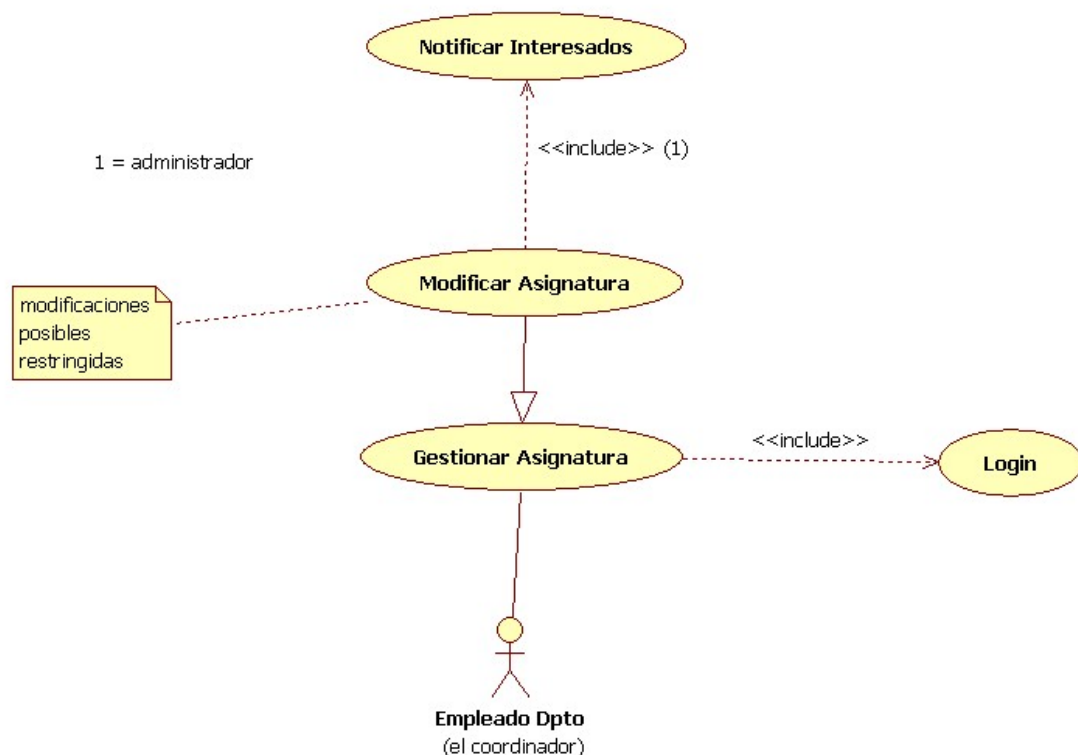 Notificar Interesados
<<include>> (1)
1 = administrador
Modificar Asignatura
modificaciones
posibles
restringidas
<<include>>
Gestionar Asignatura
Login
Empleado Dpto
(el coordinador)